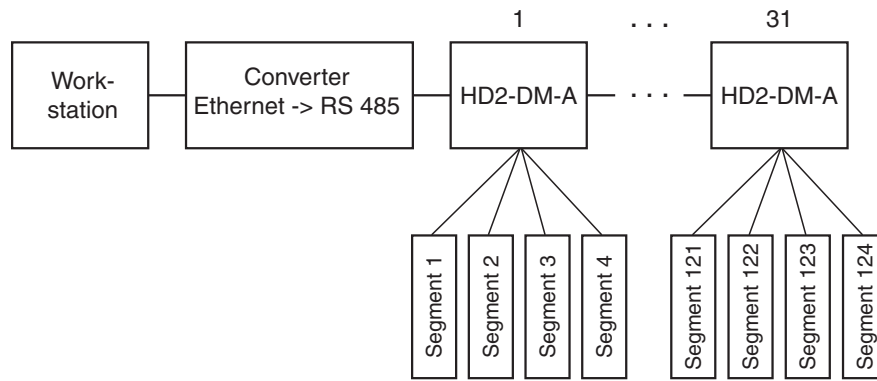 1 . . . 31
Work-
station
Converter
Ethernet -> RS 485
HD2-DM-A
. . .
HD2-DM-A
Segment 1
Segment 2
Segment 3
Segment 4
Segment 121
Segment 122
Segment 123
Segment 124